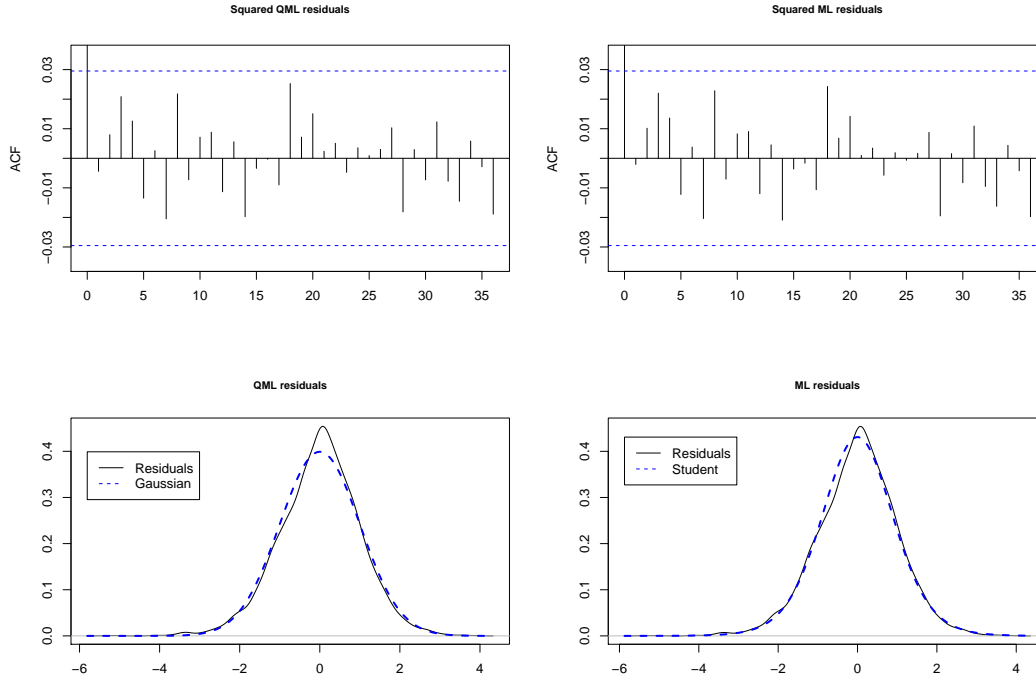 Squared QML residuals
ACF
0.03
0.01
−0.01
−0.03
0 5 10 15 20 25 30 35
Squared ML residuals
ACF
0.03
0.01
−0.01
−0.03
0 5 10 15 20 25 30 35
QML residuals
0.4
0.3
0.2
0.1
0.0
Residuals
Gaussian
−6 −4 −2 0 2 4
ML residuals
0.4
0.3
0.2
0.1
0.0
Residuals
Student
−6 −4 −2 0 2 4